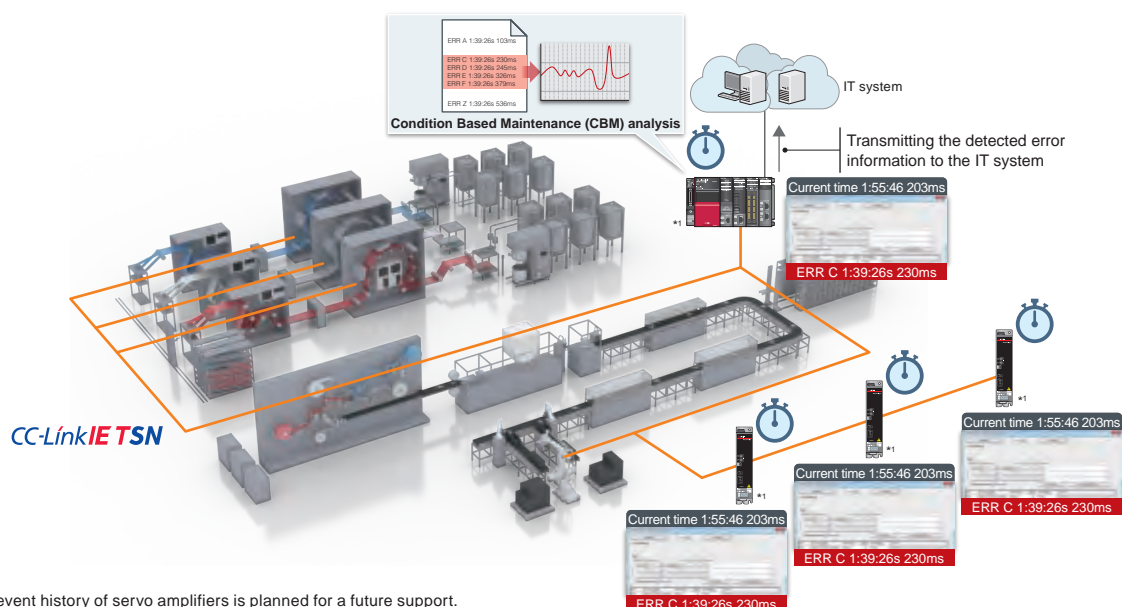 ERR A 1:39:26s 103ms
ERR C 1:39:26s 230ms
ERR D 1:39:26s 245ms
ERR E 1:39:26s 326ms
ERR F 1:39:26s 379ms
ERR Z 1:39:26s 536ms
Condition Based Maintenance (CBM) analysis
IT system
Transmitting the detected error
information to the IT system
*1
Current time 1:55:46 203ms
ERR C 1:39:26s 230ms
CC-Link IE TSN
*1
Current time 1:55:46 203ms
ERR C 1:39:26s 230ms
*1
Current time 1:55:46 203ms
ERR C 1:39:26s 230ms
*1
Current time 1:55:46 203ms
ERR C 1:39:26s 230ms
event history of servo amplifiers is planned for a future support.